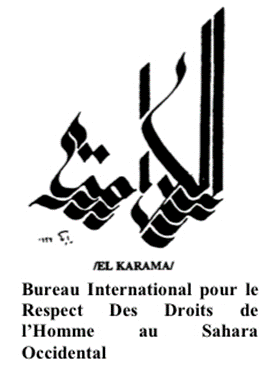 الكرامة
/EL KARAMA/
Bureau International pour le
Respect Des Droits de
l’Homme au Sahara
Occidental